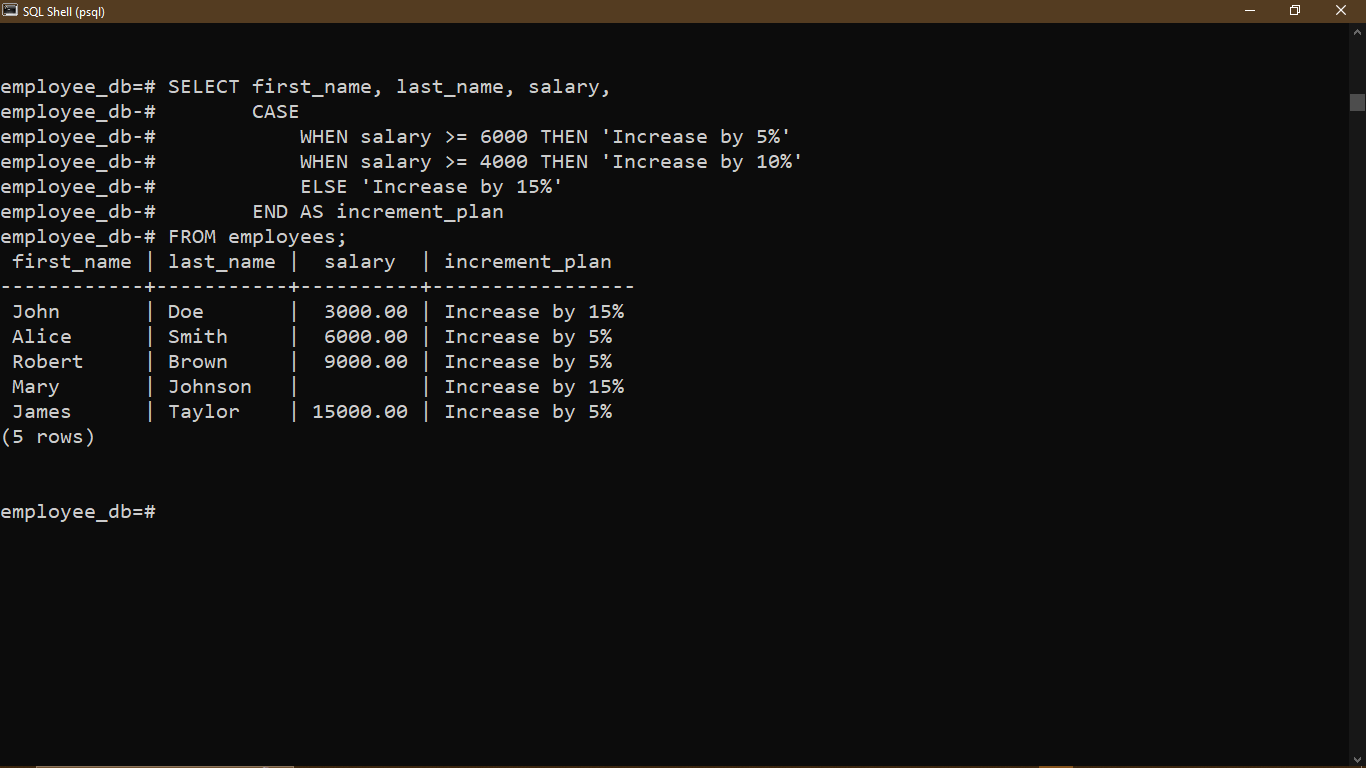 SQL Shell (psql)
employee_db=# SELECT first_name, last_name, salary,
employee_db-#        CASE
employee_db-#            WHEN salary >= 6000 THEN 'Increase by 5%'
employee_db-#            WHEN salary >= 4000 THEN 'Increase by 10%'
employee_db-#            ELSE 'Increase by 15%'
employee_db-#        END AS increment_plan
employee_db-# FROM employees;
 first_name | last_name |  salary  | increment_plan
------------+-----------+----------+-----------------
 John       | Doe       |  3000.00 | Increase by 15%
 Alice      | Smith     |  6000.00 | Increase by 5%
 Robert     | Brown     |  9000.00 | Increase by 5%
 Mary       | Johnson   |          | Increase by 15%
 James      | Taylor    | 15000.00 | Increase by 5%
(5 rows)
employee_db=#